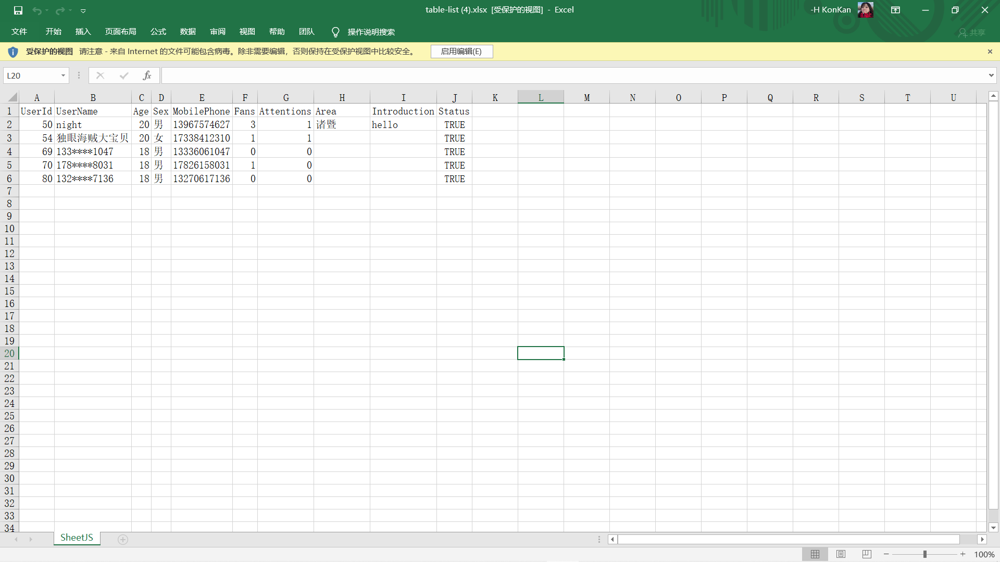 table-list (4).xlsx [受保护的视图] - Excel
-H KonKan
文件 开始 插入 页面布局 公式 数据 审阅 视图 帮助 团队 操作说明搜索 共享
受保护的视图 请注意 - 来自 Internet 的文件可能包含病毒。除非需要编辑，否则保持在受保护视图中比较安全。 启用编辑(E)
L20 fx
A B C D E F G H I J K L M N O P Q R S T U
1 UserId UserName Age Sex MobilePhone Fans Attentions Area Introduction Status
2 50 night 20 男 13967574627 3 1 诸暨 hello TRUE
3 54 独眼海贼大宝贝 20 女 17338412310 1 1 TRUE
4 69 133****1047 18 男 13336061047 0 0 TRUE
5 70 178****8031 18 男 17826158031 1 0 TRUE
6 80 132****7136 18 男 13270617136 0 0 TRUE
7
8
9
10
11
12
13
14
15
16
17
18
19
20
21
22
23
24
25
26
27
28
29
30
31
32
33
34
SheetJS
100%